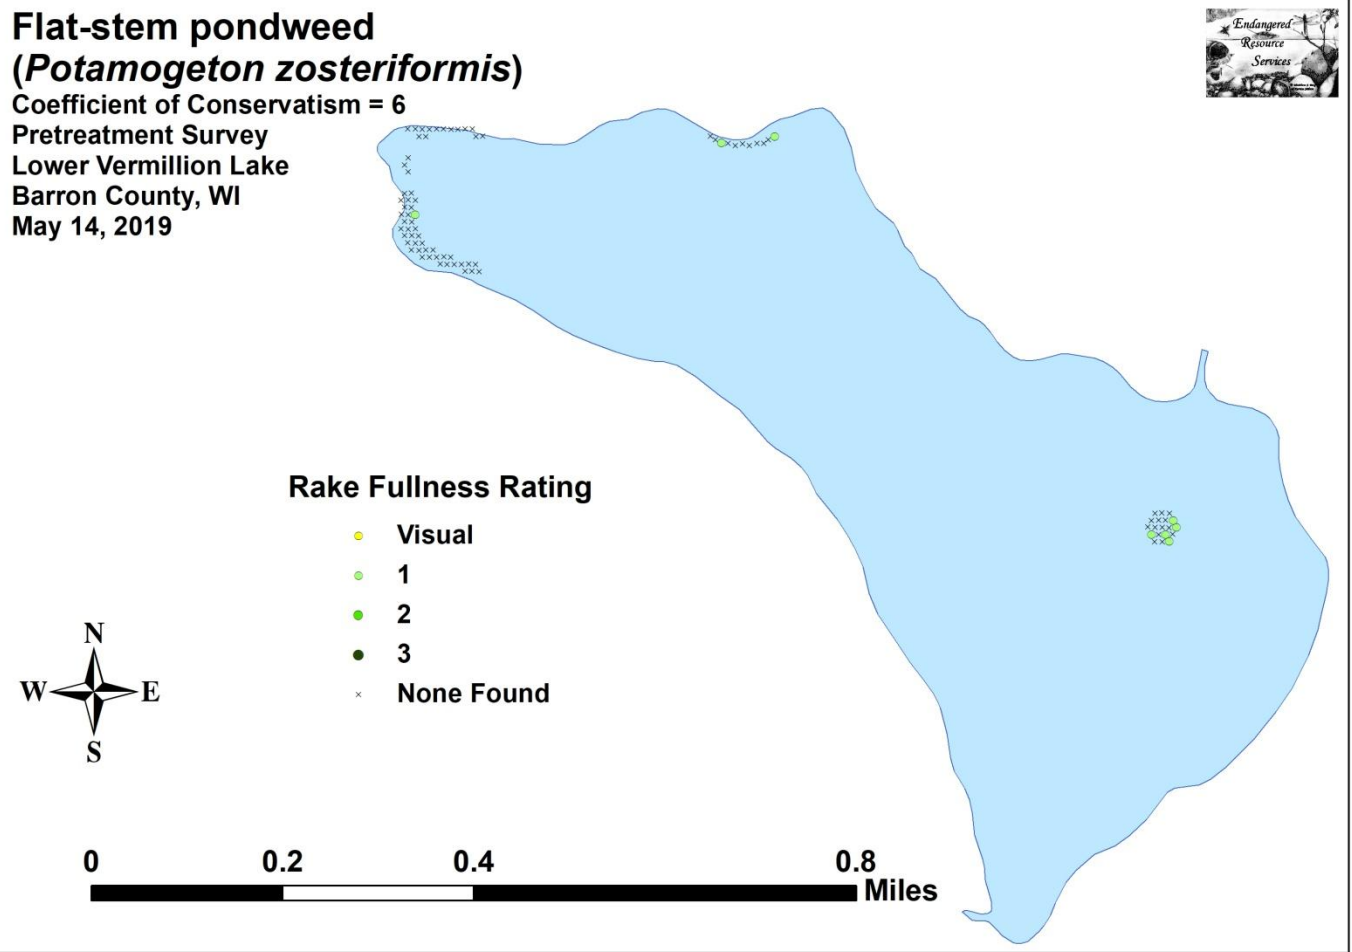 Flat-stem pondweed
(Potamogeton zosteriformis)
Coefficient of Conservatism = 6
Pretreatment Survey
Lower Vermillion Lake
Barron County, WI
May 14, 2019
Endangered
Resource
Services
Rake Fullness Rating
Visual
1
2
3
None Found
N
W E
S
0 0.2 0.4 0.8
Miles